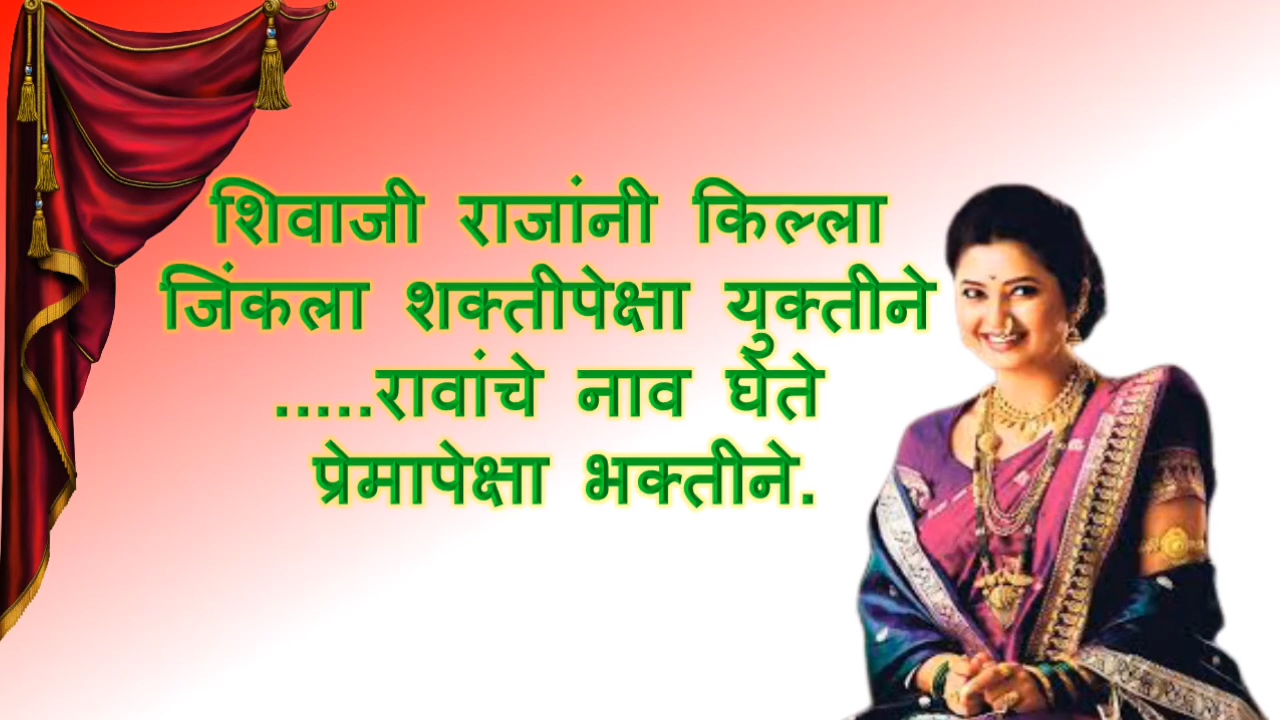 शिवाजी राजांनी किल्ला
जिंकला शक्तीपेक्षा युक्तीने
.....रावांचे नाव घेते
प्रेमापेक्षा भक्तीने.